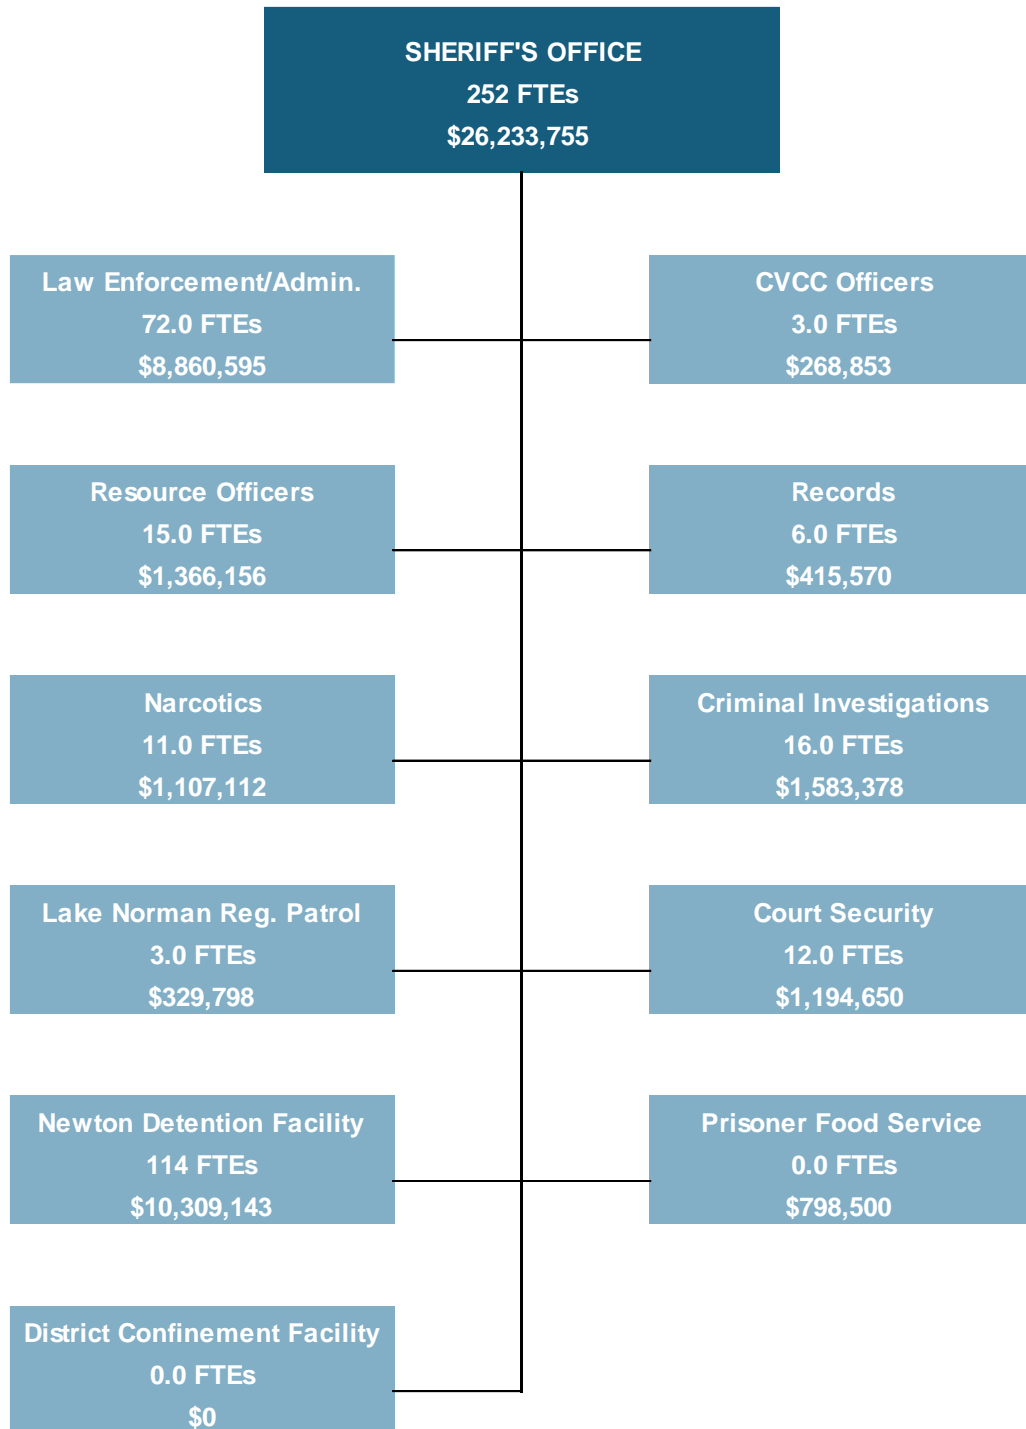 SHERIFF'S OFFICE
252 FTEs
$26,233,755
Law Enforcement/Admin.
72.0 FTEs
$8,860,595
CVCC Officers
3.0 FTEs
$268,853
Resource Officers
15.0 FTEs
$1,366,156
Records
6.0 FTEs
$415,570
Narcotics
11.0 FTEs
$1,107,112
Criminal Investigations
16.0 FTEs
$1,583,378
Lake Norman Reg. Patrol
3.0 FTEs
$329,798
Court Security
12.0 FTEs
$1,194,650
Newton Detention Facility
114 FTEs
$10,309,143
Prisoner Food Service
0.0 FTEs
$798,500
District Confinement Facility
0.0 FTEs
$0